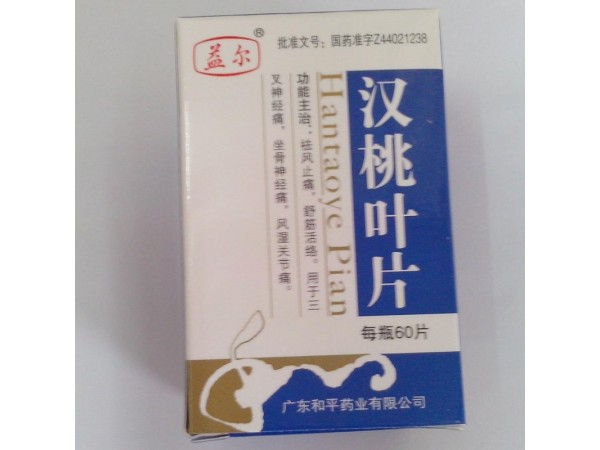 益尔®
批准文号：国药准字Z44021238
汉桃叶片
Hantaoye Pian
功能主治：祛风止痛，舒筋活络。用于三
叉神经痛，坐骨神经痛，风湿关节痛。
每瓶60片
广东和平药业有限公司